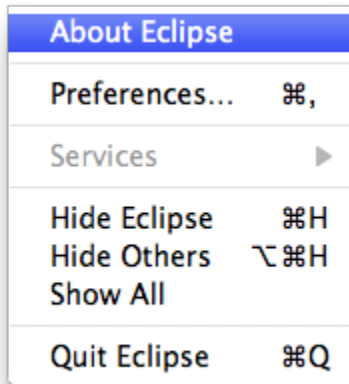 About Eclipse
Preferences... ⌘,
Services ▶
Hide Eclipse ⌘H
Hide Others ⌥⌘H
Show All
Quit Eclipse ⌘Q